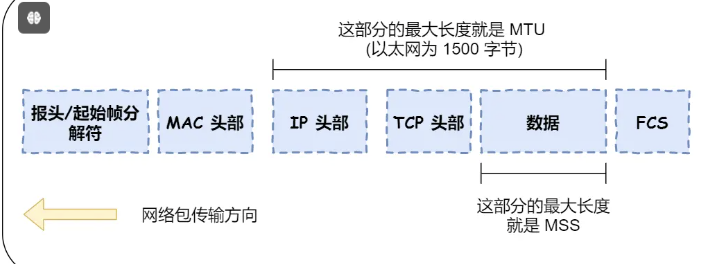 这部分的最大长度就是 MTU
(以太网为 1500 字节)
报头/起始帧分
解符
MAC 头部
IP 头部
TCP 头部
数据
FCS
网络包传输方向
这部分的最大长度
就是 MSS